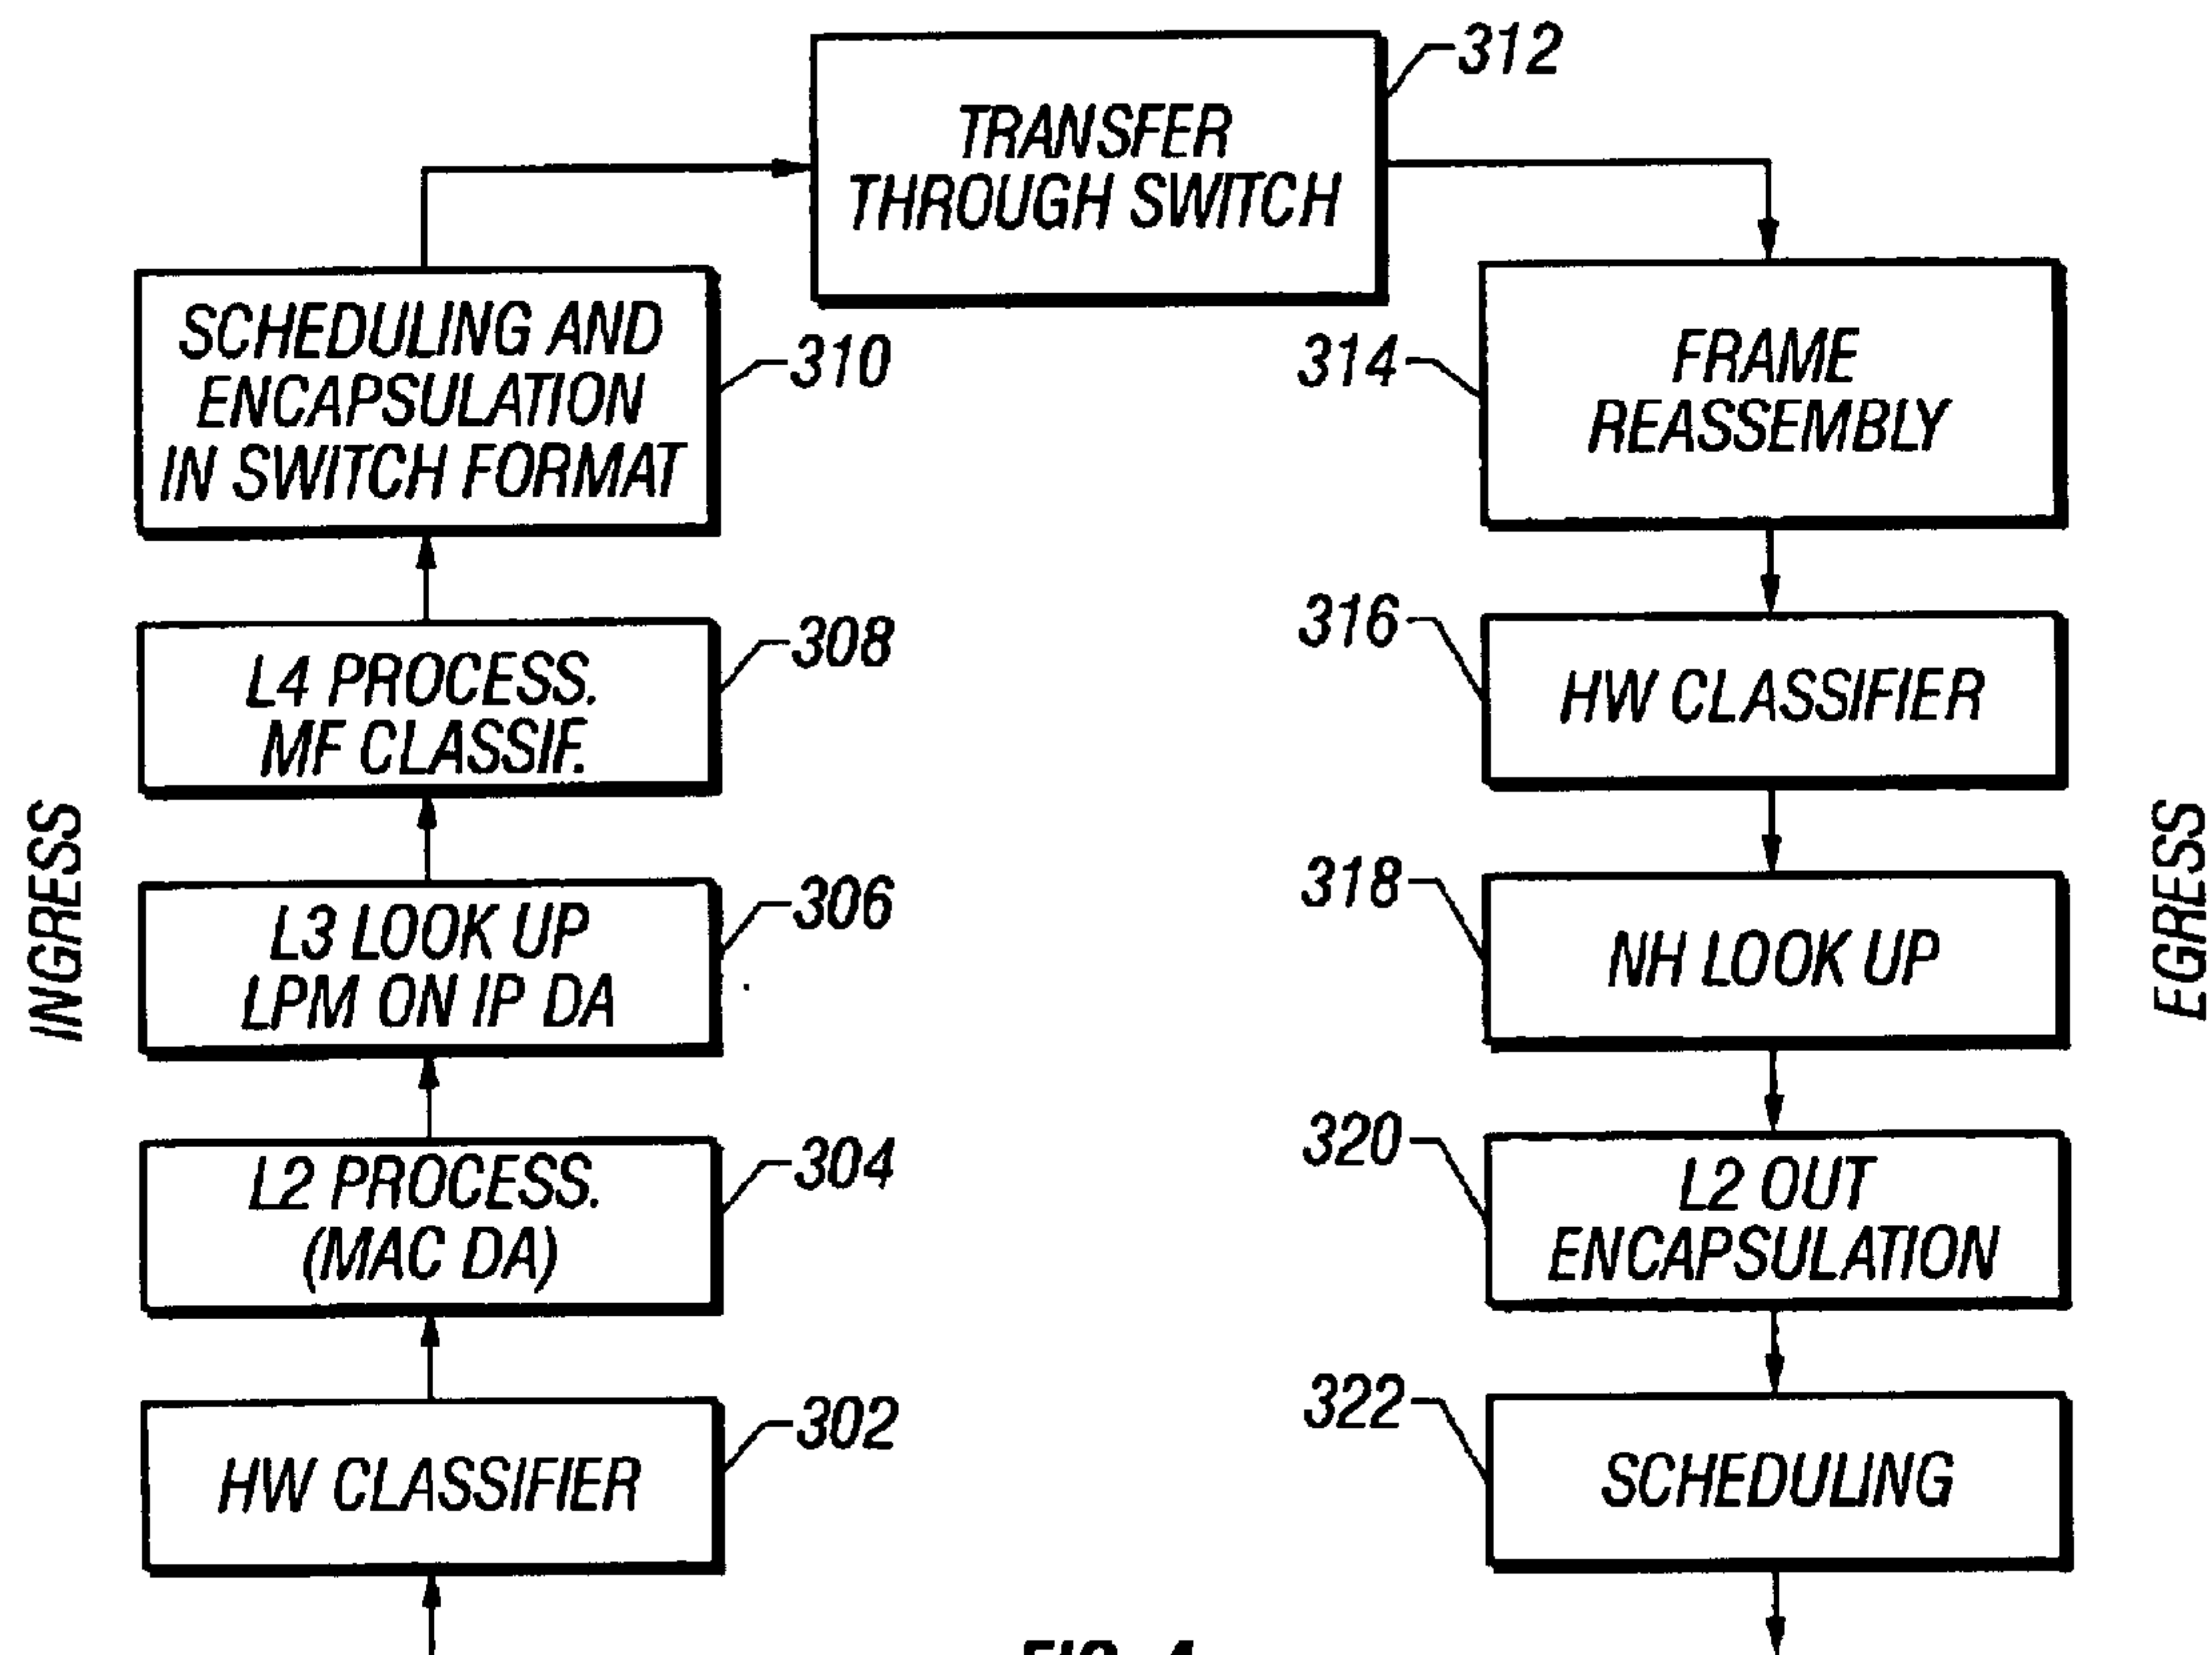 312
TRANSFER
THROUGH SWITCH
SCHEDULING AND
ENCAPSULATION
IN SWITCH FORMAT
310
314
FRAME
REASSEMBLY
L4 PROCESS.
MF CLASSIF.
308
316
HW CLASSIFIER
INGRESS
L3 LOOK UP
LPM ON IP DA
306
318
NH LOOK UP
EGRESS
L2 PROCESS.
(MAC DA)
304
320
L2 OUT
ENCAPSULATION
HW CLASSIFIER
302
322
SCHEDULING